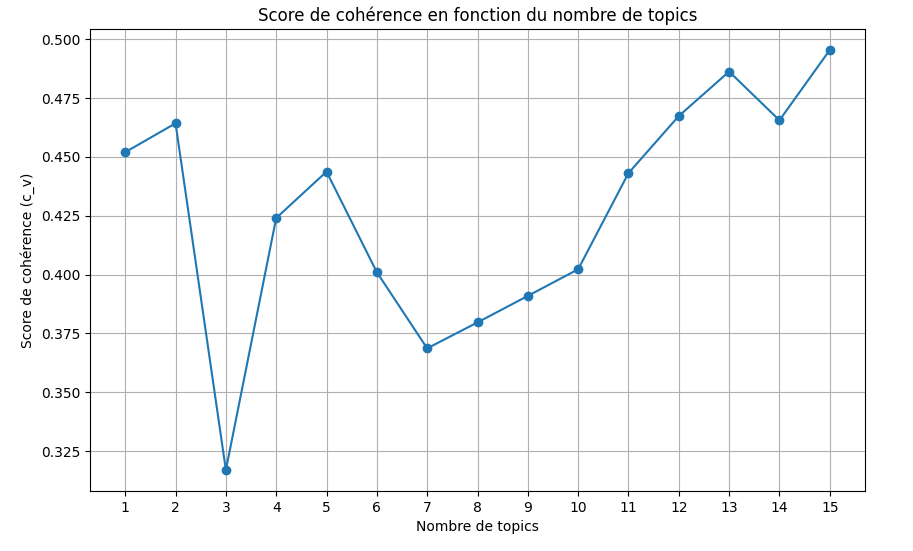 Score de cohérence en fonction du nombre de topics
0.500
0.475
0.450
0.425
0.400
0.375
0.350
0.325
Score de cohérence (c_v)
1 2 3 4 5 6 7 8 9 10 11 12 13 14 15
Nombre de topics